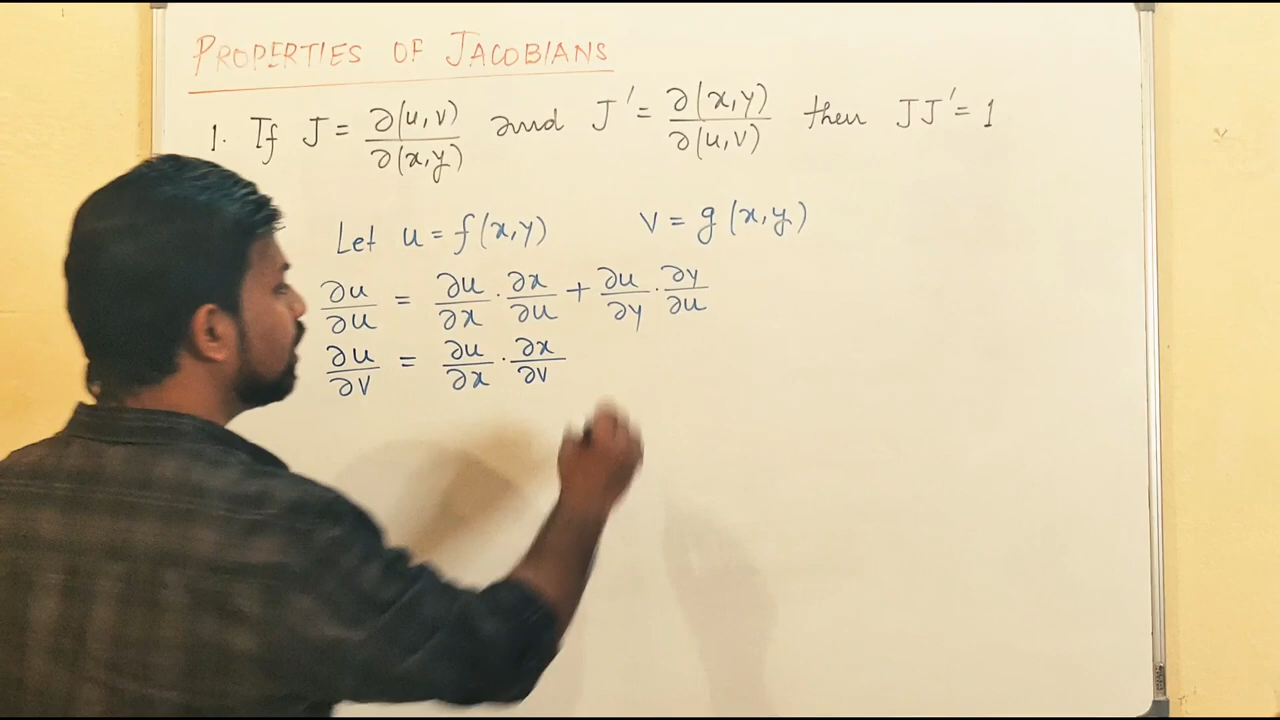 PROPERTIES OF JACOBIANS
1. If J = ∂(u,v)/∂(x,y) and J' = ∂(x,y)/∂(u,v) then JJ' = 1
Let u = f(x,y) v = g(x,y)
∂u/∂u = ∂u/∂x · ∂x/∂u + ∂u/∂y · ∂y/∂u
∂u/∂v = ∂u/∂x · ∂x/∂v